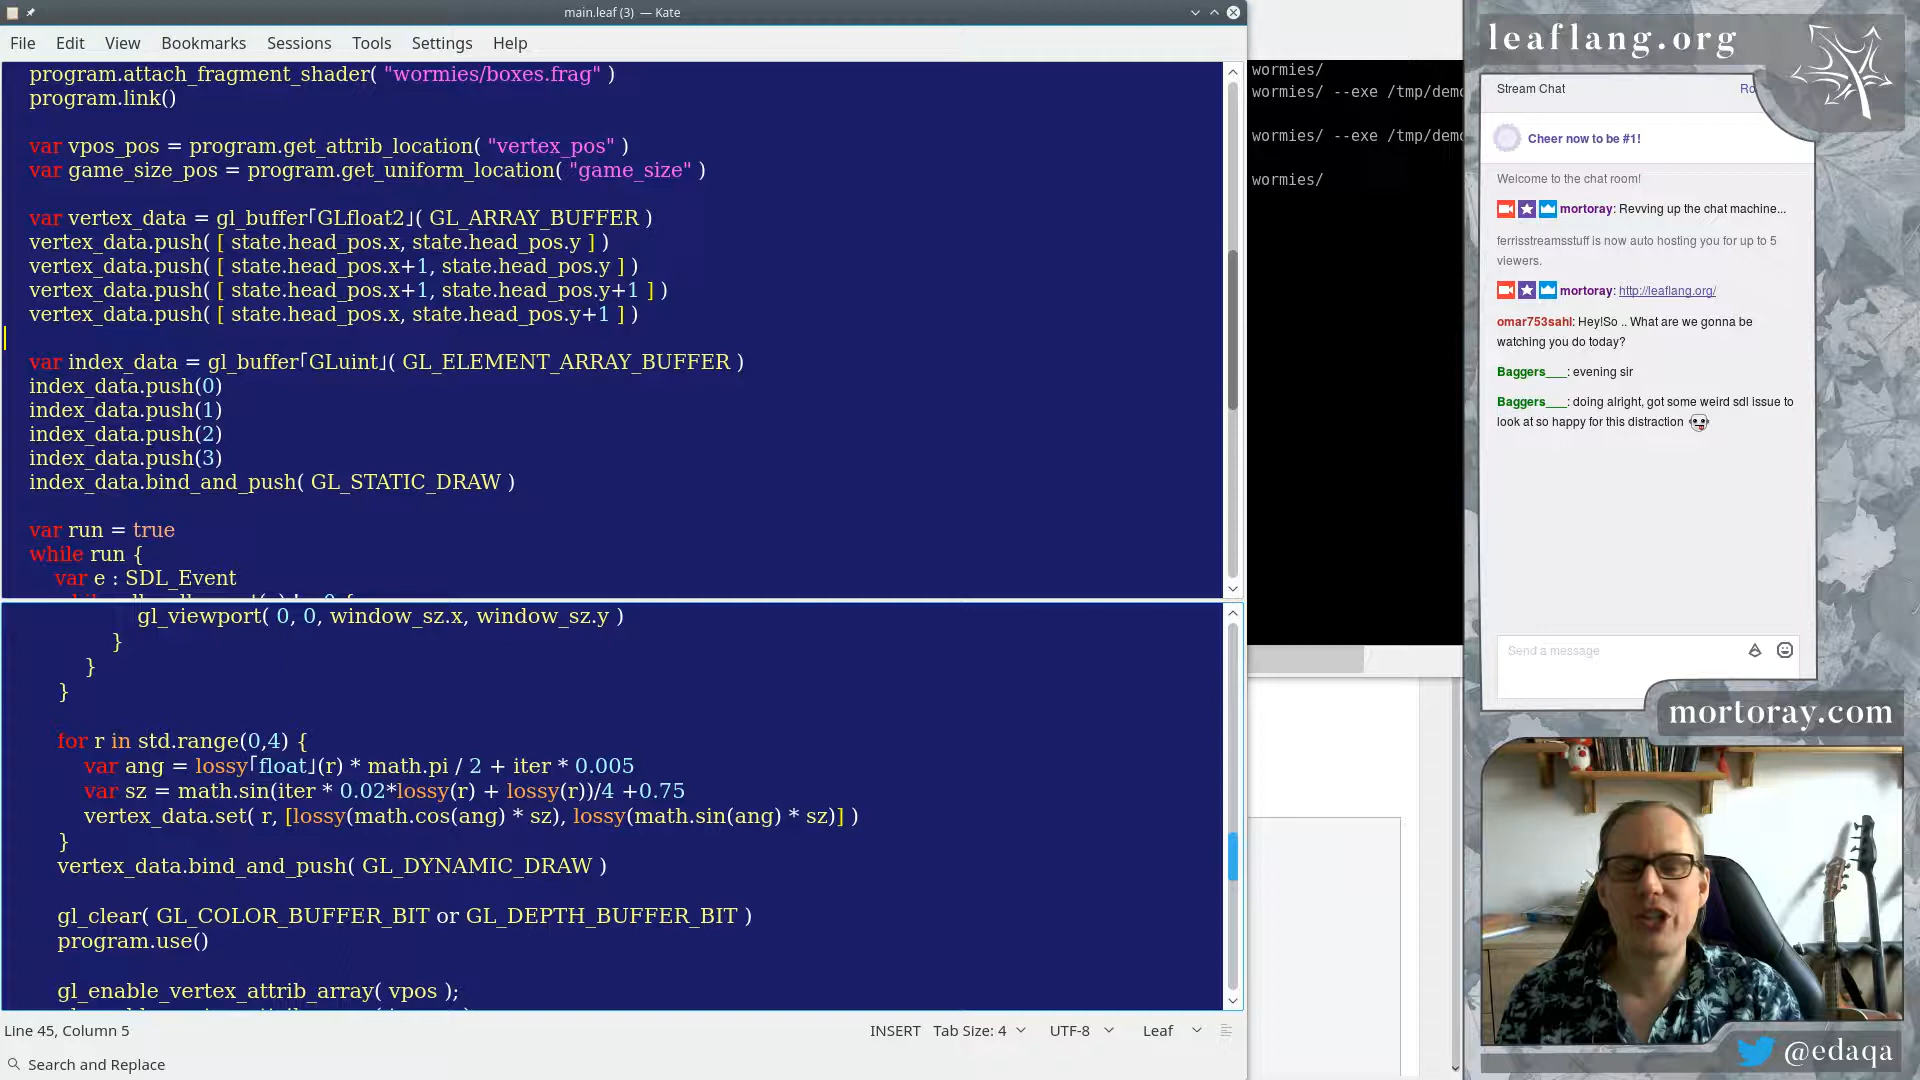 main.leaf (3) — Kate
File Edit View Bookmarks Sessions Tools Settings Help
program.attach_fragment_shader( "wormies/boxes.frag" )
program.link()
var vpos_pos = program.get_attrib_location( "vertex_pos" )
var game_size_pos = program.get_uniform_location( "game_size" )
var vertex_data = gl_buffer｢GLfloat2｣( GL_ARRAY_BUFFER )
vertex_data.push( [ state.head_pos.x, state.head_pos.y ] )
vertex_data.push( [ state.head_pos.x+1, state.head_pos.y ] )
vertex_data.push( [ state.head_pos.x+1, state.head_pos.y+1 ] )
vertex_data.push( [ state.head_pos.x, state.head_pos.y+1 ] )
var index_data = gl_buffer｢GLuint｣( GL_ELEMENT_ARRAY_BUFFER )
index_data.push(0)
index_data.push(1)
index_data.push(2)
index_data.push(3)
index_data.bind_and_push( GL_STATIC_DRAW )
var run = true
while run {
var e : SDL_Event
gl_viewport( 0, 0, window_sz.x, window_sz.y )
}
}
}
for r in std.range(0,4) {
var ang = lossy｢float｣(r) * math.pi / 2 + iter * 0.005
var sz = math.sin(iter * 0.02*lossy(r) + lossy(r))/4 +0.75
vertex_data.set( r, [lossy(math.cos(ang) * sz), lossy(math.sin(ang) * sz)] )
}
vertex_data.bind_and_push( GL_DYNAMIC_DRAW )
gl_clear( GL_COLOR_BUFFER_BIT or GL_DEPTH_BUFFER_BIT )
program.use()
gl_enable_vertex_attrib_array( vpos );
Line 45, Column 5
INSERT Tab Size: 4 UTF-8 Leaf
Search and Replace
wormies/
wormies/ --exe /tmp/demo
wormies/ --exe /tmp/demo
wormies/
leaflang.org
Stream Chat
Ro
Cheer now to be #1!
Welcome to the chat room!
mortoray: Revving up the chat machine...
ferrisstreamsstuff is now auto hosting you for up to 5
viewers.
mortoray: http://leaflang.org/
omar753sahl: Hey!So .. What are we gonna be
watching you do today?
Baggers___: evening sir
Baggers___: doing alright, got some weird sdl issue to
look at so happy for this distraction
Send a message
mortoray.com
@edaqa